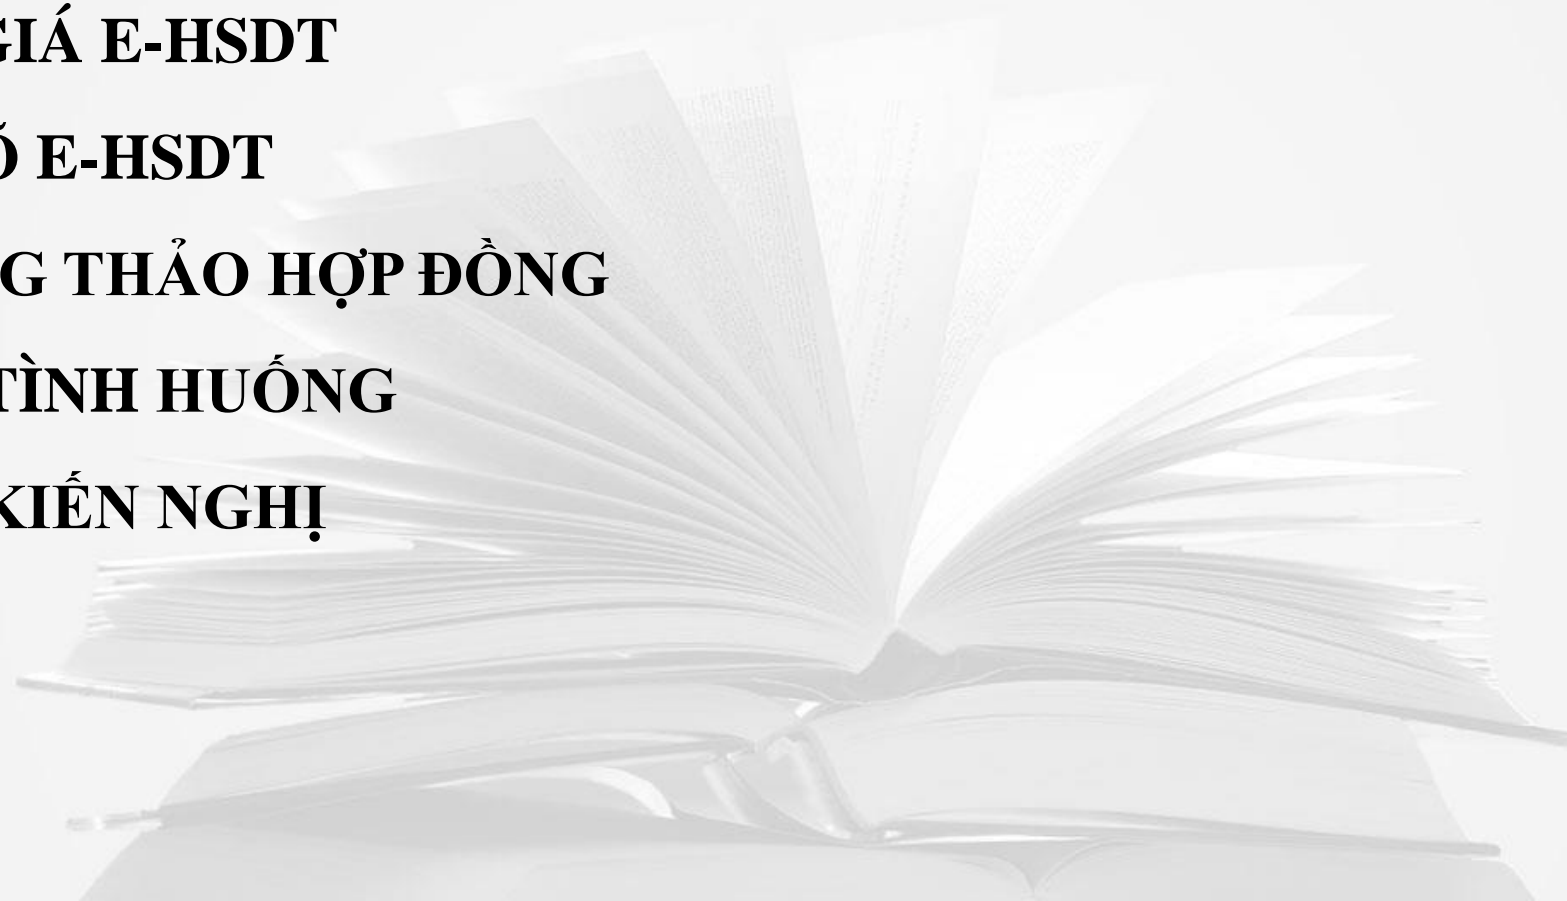 GIÁ E-HSDT
Õ E-HSDT
G THẢO HỢP ĐỒNG
TÌNH HUỐNG
KIẾN NGHỊ